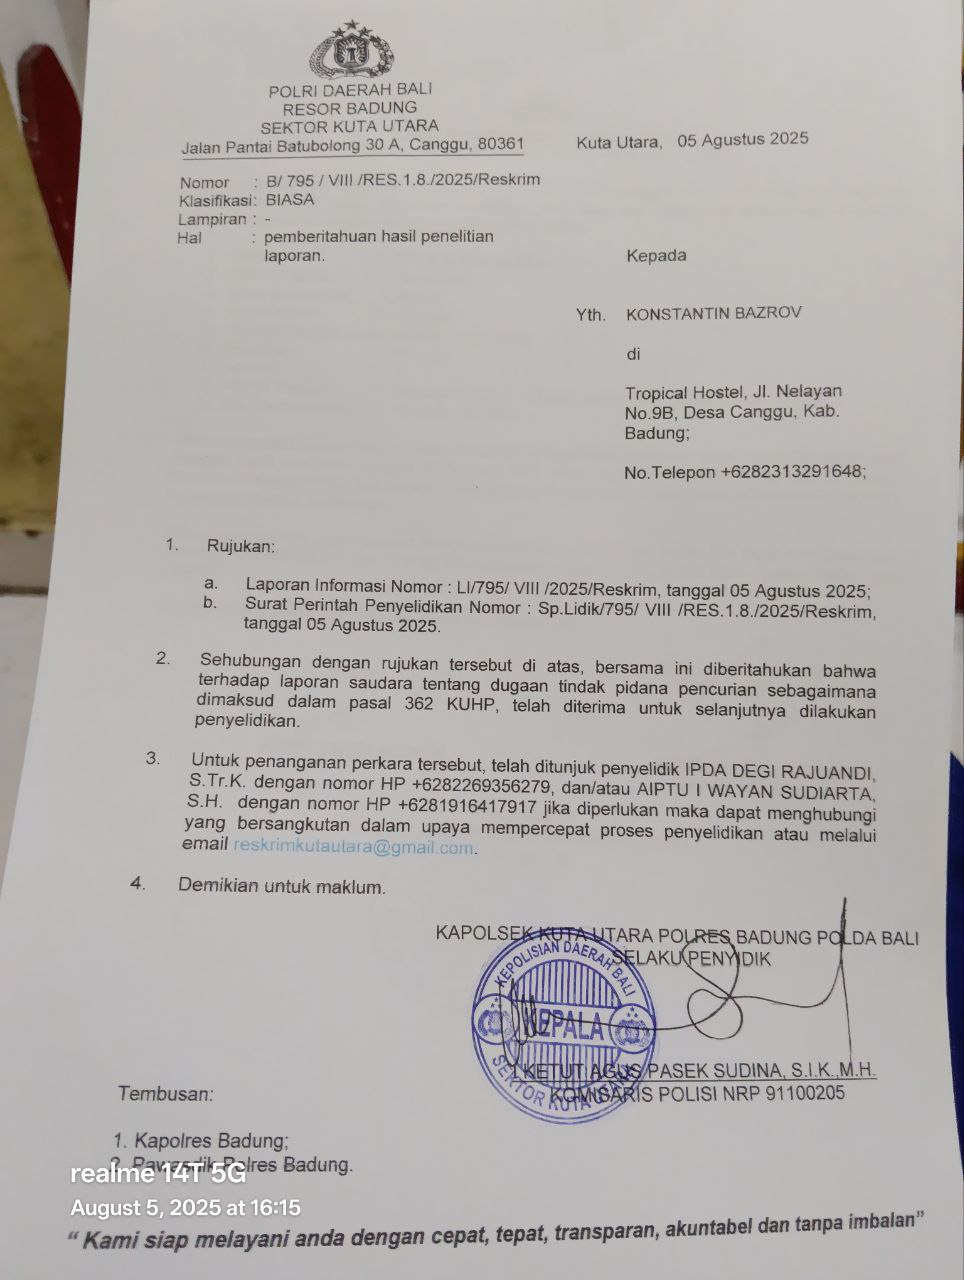 POLRI DAERAH BALI
RESOR BADUNG
SEKTOR KUTA UTARA
Jalan Pantai Batubolong 30 A, Canggu, 80361
Kuta Utara, 05 Agustus 2025
Nomor : B/ 795 / VIII /RES.1.8./2025/Reskrim
Klasifikasi: BIASA
Lampiran : -
Hal : pemberitahuan hasil penelitian
laporan.
Kepada
Yth. KONSTANTIN BAZROV
di
Tropical Hostel, Jl. Nelayan
No.9B, Desa Canggu, Kab.
Badung;
No.Telepon +6282313291648;
1. Rujukan:
a. Laporan Informasi Nomor : LI/795/ VIII /2025/Reskrim, tanggal 05 Agustus 2025;
b. Surat Perintah Penyelidikan Nomor : Sp.Lidik/795/ VIII /RES.1.8./2025/Reskrim,
tanggal 05 Agustus 2025.
2. Sehubungan dengan rujukan tersebut di atas, bersama ini diberitahukan bahwa
terhadap laporan saudara tentang dugaan tindak pidana pencurian sebagaimana
dimaksud dalam pasal 362 KUHP, telah diterima untuk selanjutnya dilakukan
penyelidikan.
3. Untuk penanganan perkara tersebut, telah ditunjuk penyelidik IPDA DEGI RAJUANDI,
S.Tr.K. dengan nomor HP +6282269356279, dan/atau AIPTU I WAYAN SUDIARTA,
S.H. dengan nomor HP +6281916417917 jika diperlukan maka dapat menghubungi
yang bersangkutan dalam upaya mempercepat proses penyelidikan atau melalui
email reskrimkutautara@gmail.com.
4. Demikian untuk maklum.
KAPOLSEK KUTA UTARA POLRES BADUNG POLDA BALI
SELAKU PENYIDIK
KEPOLISIAN DAERAH BALI
KEPALA
SEKTOR KUTA UTARA
I KETUT AGUS PASEK SUDINA, S.I.K.,M.H.
KOMISARIS POLISI NRP 91100205
Tembusan:
1. Kapolres Badung;
2. Pawasdik Polres Badung.
realme 14T 5G
August 5, 2025 at 16:15
“ Kami siap melayani anda dengan cepat, tepat, transparan, akuntabel dan tanpa imbalan”